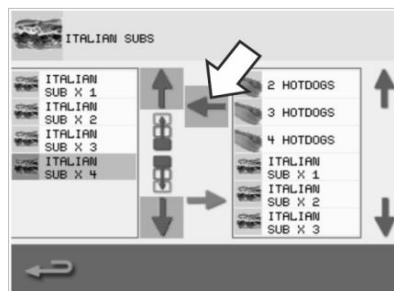 ITALIAN SUBS
ITALIAN
SUB X 1
ITALIAN
SUB X 2
ITALIAN
SUB X 3
ITALIAN
SUB X 4
2 HOTDOGS
3 HOTDOGS
4 HOTDOGS
ITALIAN
SUB X 1
ITALIAN
SUB X 2
ITALIAN
SUB X 3